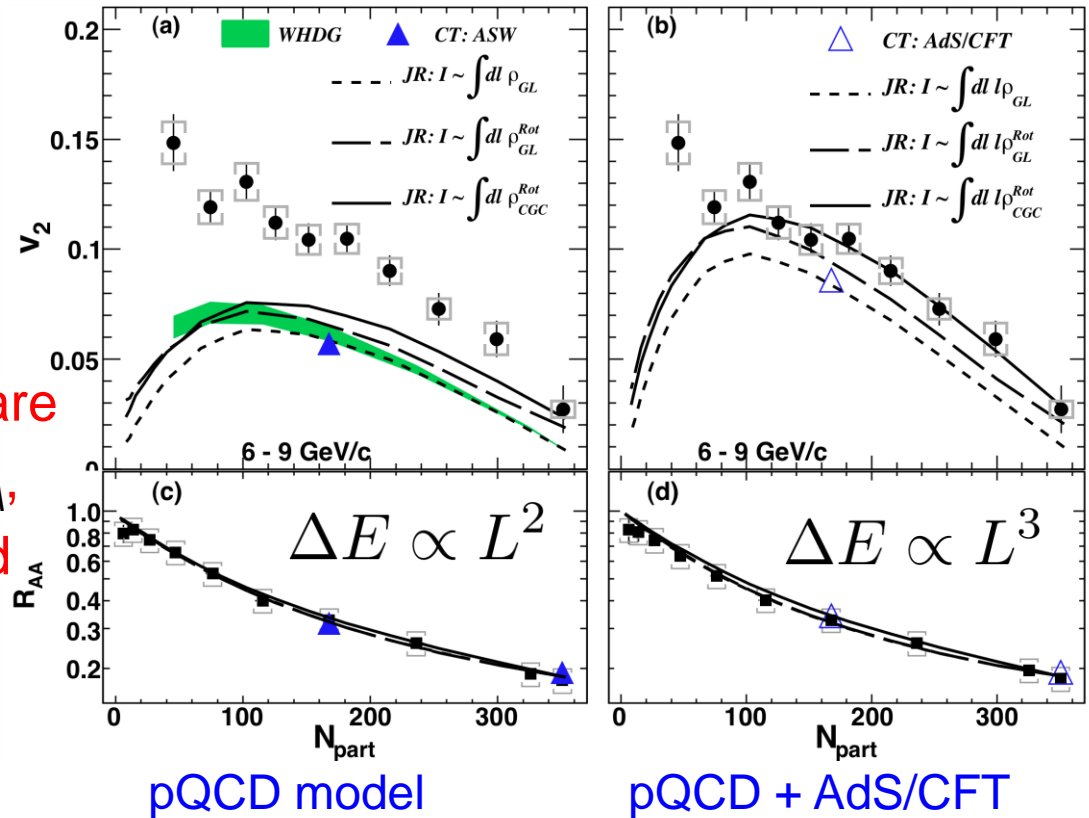 0.2
0.15
0.1
0.05
0
v2
(a)
WHDG
CT: ASW
JR: I ~ ∫dl ρ_GL
JR: I ~ ∫dl ρ_GL^Rot
JR: I ~ ∫dl ρ_CGC^Rot
6 - 9 GeV/c
(b)
CT: AdS/CFT
JR: I ~ ∫dl lρ_GL
JR: I ~ ∫dl lρ_GL^Rot
JR: I ~ ∫dl lρ_CGC^Rot
6 - 9 GeV/c
are
1.0
0.8
0.6
0.4
0.3
0.2
R_AA
(c)
ΔE ∝ L^2
(d)
ΔE ∝ L^3
0 100 200 300
0 100 200 300
N_part
N_part
pQCD model
pQCD + AdS/CFT